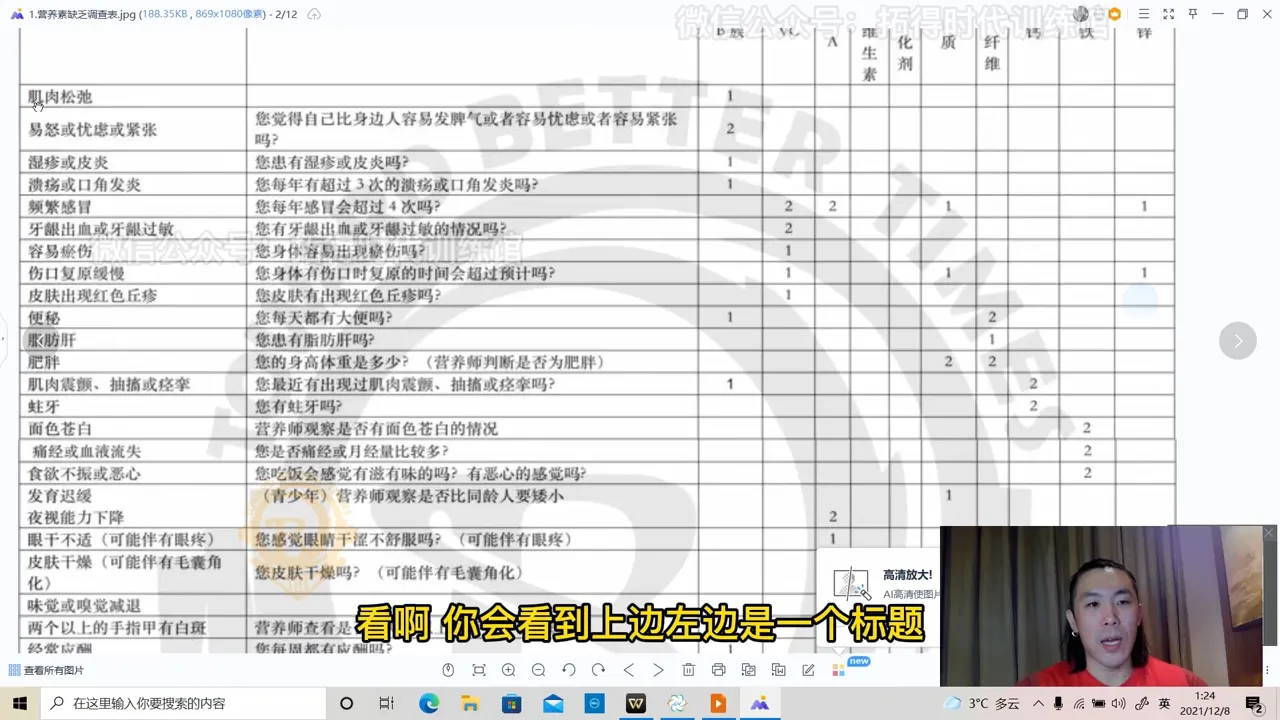 1.营养素缺乏调查表.jpg (188.35KB , 869x1080像素) - 2/12
微信公众号：拓得时代训练馆
B族 VC A 维生素 化剂 质 纤维 钙 铁 锌
肌肉松弛 1
易怒或忧虑或紧张 您觉得自己比身边人容易发脾气或者容易忧虑或者容易紧张吗? 2
湿疹或皮炎 您患有湿疹或皮炎吗? 1
溃疡或口角发炎 您每年有超过 3 次的溃疡或口角发炎吗? 1
频繁感冒 您每年感冒会超过 4 次吗? 2 2 1 1
牙龈出血或牙龈过敏 您有牙龈出血或牙龈过敏的情况吗? 2
容易瘀伤 您身体容易出现瘀伤吗? 1
伤口复原缓慢 您身体有伤口时复原的时间会超过预计吗? 1 1 1
皮肤出现红色丘疹 您皮肤有出现红色丘疹吗? 1
便秘 您每天都有大便吗? 1 2
脂肪肝 您患有脂肪肝吗? 1
肥胖 您的身高体重是多少? （营养师判断是否为肥胖） 2 2
肌肉震颤、抽搐或痉挛 您最近有出现过肌肉震颤、抽搐或痉挛吗? 1 2
蛀牙 您有蛀牙吗? 2
面色苍白 营养师观察是否有面色苍白的情况 2
痛经或血液流失 您是否痛经或月经量比较多? 2
食欲不振或恶心 您吃饭会感觉有滋有味的吗? 有恶心的感觉吗? 2
发育迟缓 （青少年）营养师观察是否比同龄人要矮小 1
夜视能力下降 2
眼干不适（可能伴有眼疼） 您感觉眼睛干涩不舒服吗? （可能伴有眼疼） 1
皮肤干燥（可能伴有毛囊角化） 您皮肤干燥吗? （可能伴有毛囊角化）
味觉或嗅觉减退
两个以上的手指甲有白斑 营养师查看是
经常应酬 您每周都有应酬吗? 1
TO BETTER TIMES
高清放大!
AI高清使图片
看啊 你会看到上边左边是一个标题
查看所有图片
new
在这里输入你要搜索的内容
3°C 多云
英
1:24
2021/12/8
2